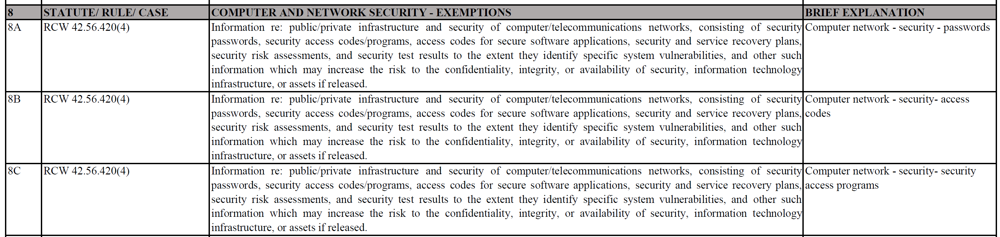 8 STATUTE/ RULE/ CASE COMPUTER AND NETWORK SECURITY - EXEMPTIONS BRIEF EXPLANATION
8A RCW 42.56.420(4) Information re: public/private infrastructure and security of computer/telecommunications networks, consisting of security Computer network - security - passwords
passwords, security access codes/programs, access codes for secure software applications, security and service recovery plans,
security risk assessments, and security test results to the extent they identify specific system vulnerabilities, and other such
information which may increase the risk to the confidentiality, integrity, or availability of security, information technology
infrastructure, or assets if released.
8B RCW 42.56.420(4) Information re: public/private infrastructure and security of computer/telecommunications networks, consisting of security Computer network - security- access
passwords, security access codes/programs, access codes for secure software applications, security and service recovery plans, codes
security risk assessments, and security test results to the extent they identify specific system vulnerabilities, and other such
information which may increase the risk to the confidentiality, integrity, or availability of security, information technology
infrastructure, or assets if released.
8C RCW 42.56.420(4) Information re: public/private infrastructure and security of computer/telecommunications networks, consisting of security Computer network - security- security
passwords, security access codes/programs, access codes for secure software applications, security and service recovery plans, access programs
security risk assessments, and security test results to the extent they identify specific system vulnerabilities, and other such
information which may increase the risk to the confidentiality, integrity, or availability of security, information technology
infrastructure, or assets if released.